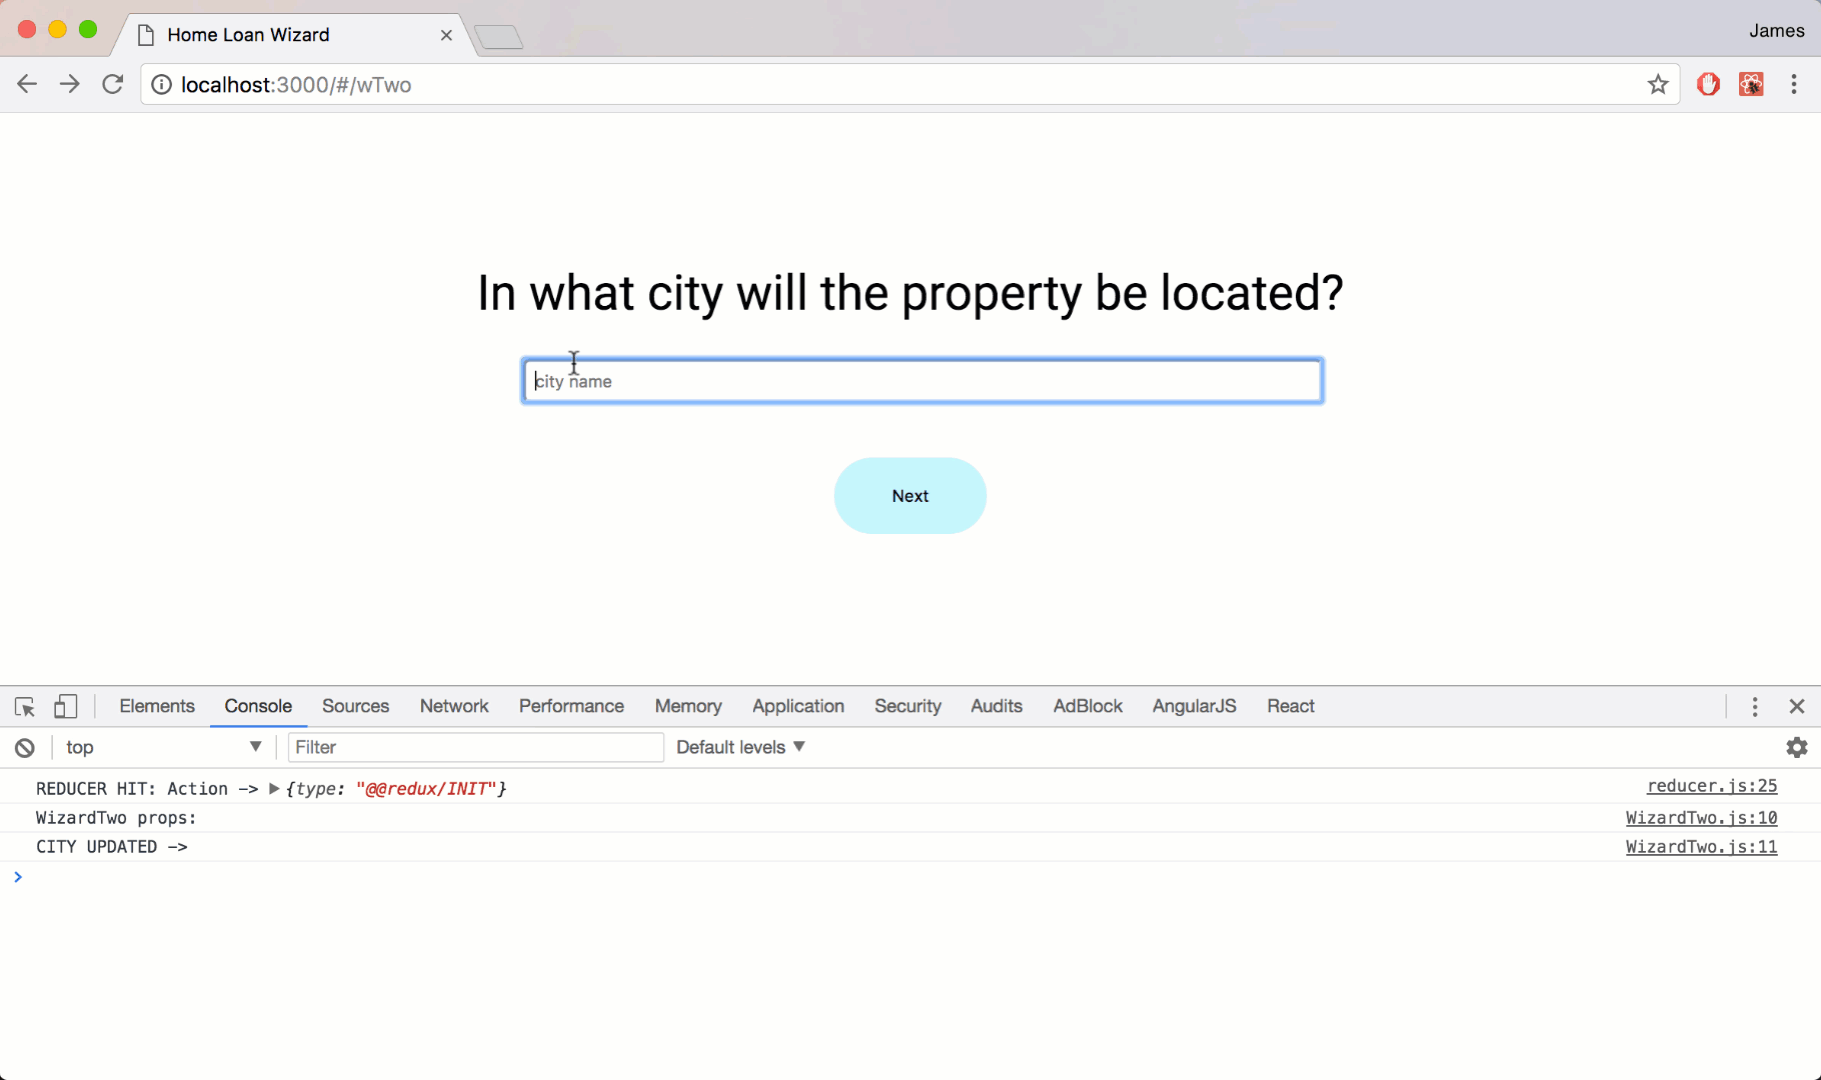 Home Loan Wizard
James
localhost:3000/#/wTwo
In what city will the property be located?
city name
Next
Elements Console Sources Network Performance Memory Application Security Audits AdBlock AngularJS React
top Filter Default levels
REDUCER HIT: Action -> {type: "@@redux/INIT"} reducer.js:25
WizardTwo props: WizardTwo.js:10
CITY UPDATED -> WizardTwo.js:11